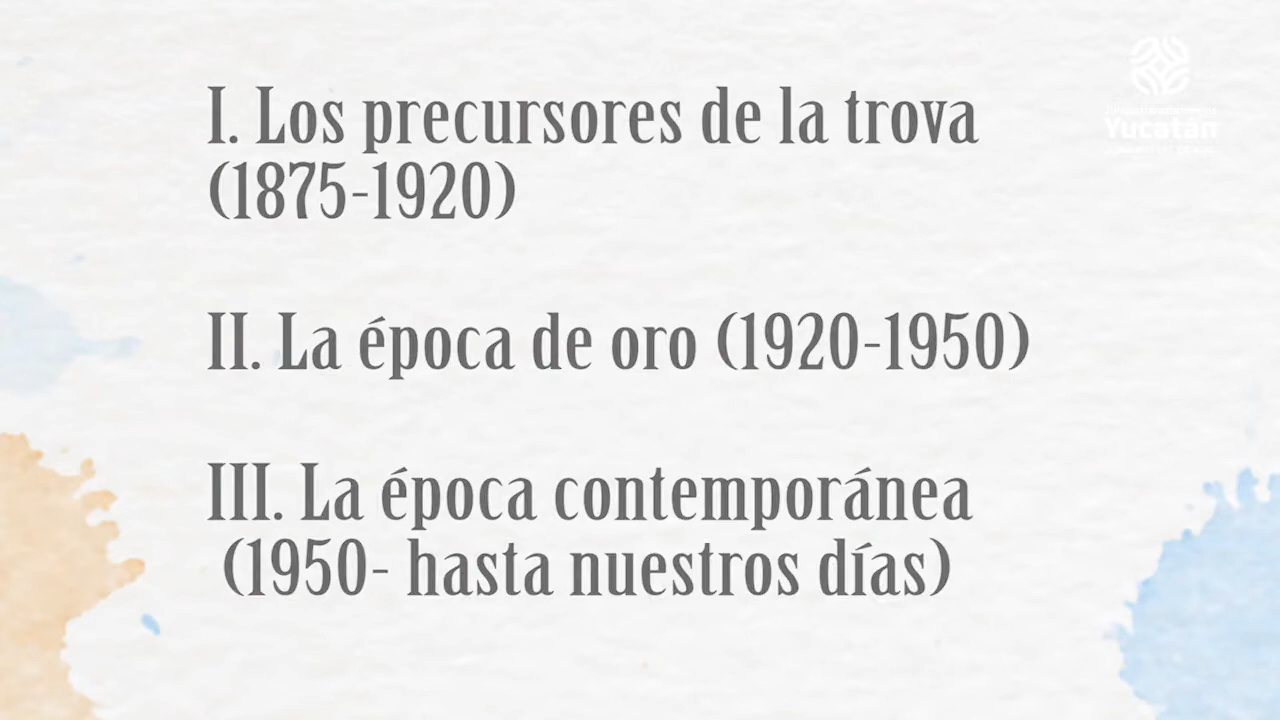 I. Los precursores de la trova
(1875-1920)
II. La época de oro (1920-1950)
III. La época contemporánea
(1950- hasta nuestros días)
Yucatán